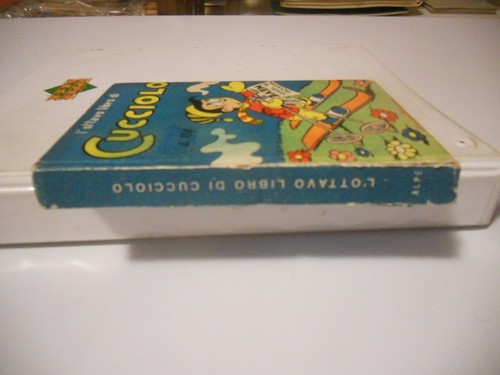 l'ottavo libro di
CUCCIOLO
L'OTTAVO LIBRO DI CUCCIOLO
ALPE